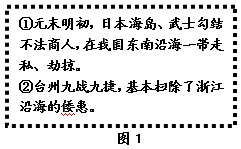 ①元末明初，日本海岛、武士勾结
不法商人，在我国东南沿海一带走
私、劫掠。
②台州九战九捷，基本扫除了浙江
沿海的倭患。
图1